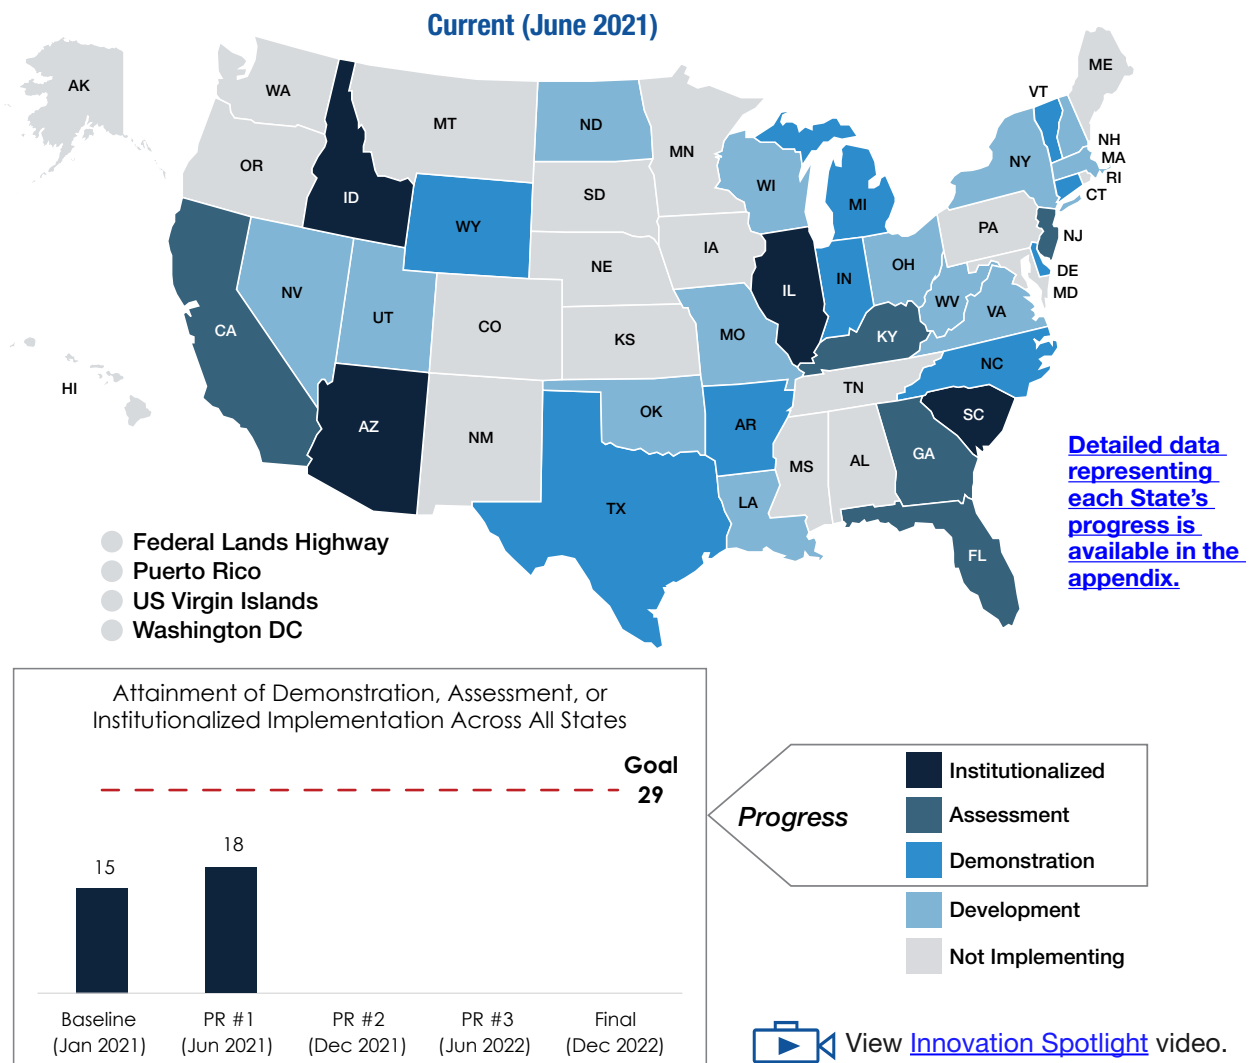 Current (June 2021)
AK
WA
OR
ID
MT
ND
MN
SD
WY
NE
IA
WI
MI
NY
VT
ME
NH
MA
RI
CT
PA
NJ
DE
MD
OH
IN
IL
WV
VA
KY
NC
TN
SC
GA
FL
AL
MS
LA
AR
MO
KS
OK
TX
NM
CO
UT
NV
CA
AZ
HI
Detailed data
representing
each State’s
progress is
available in the
appendix.
Federal Lands Highway
Puerto Rico
US Virgin Islands
Washington DC
Attainment of Demonstration, Assessment, or
Institutionalized Implementation Across All States
Goal
29
15
18
Baseline
(Jan 2021)
PR #1
(Jun 2021)
PR #2
(Dec 2021)
PR #3
(Jun 2022)
Final
(Dec 2022)
Progress
Institutionalized
Assessment
Demonstration
Development
Not Implementing
View Innovation Spotlight video.